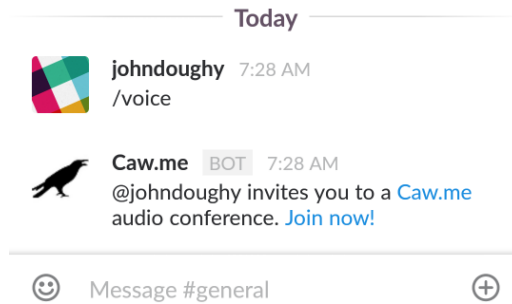 Today
johndoughy 7:28 AM
/voice
Caw.me BOT 7:28 AM
@johndoughy invites you to a Caw.me
audio conference. Join now!
Message #general